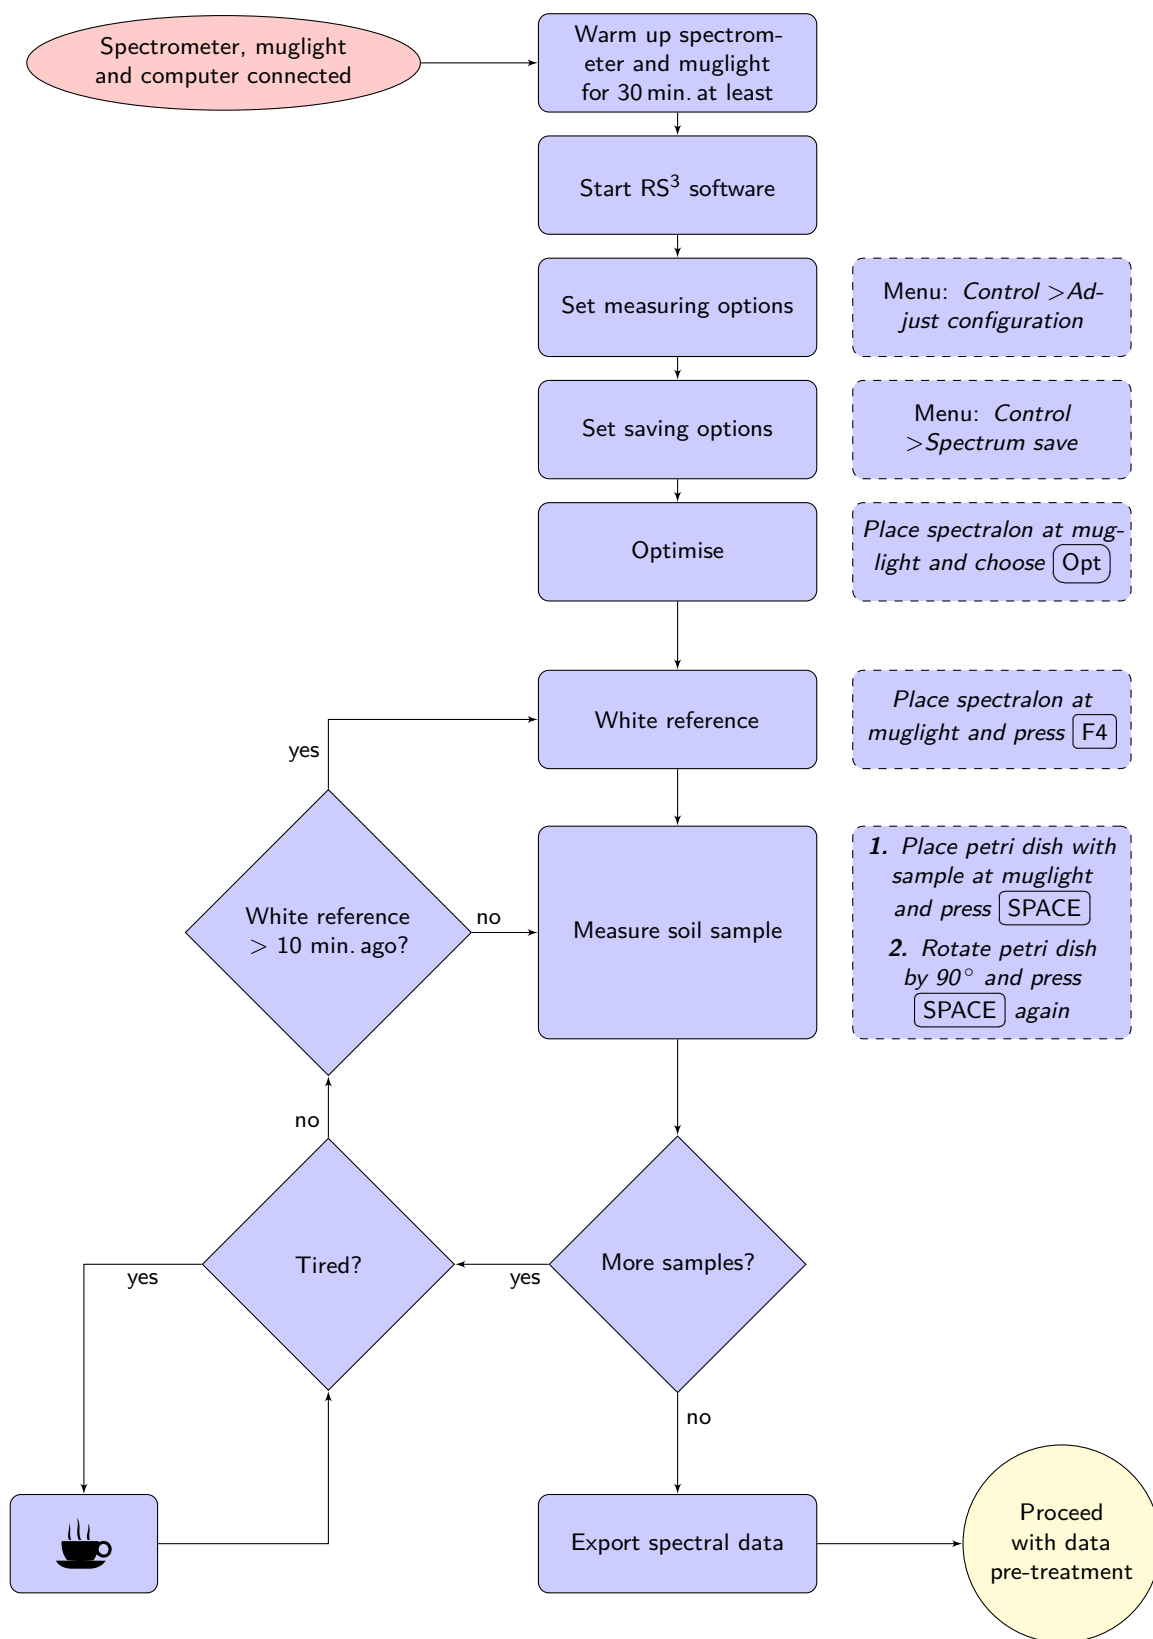 Spectrometer, muglight
and computer connected
Warm up spectrom-
eter and muglight
for 30 min. at least
Start RS³ software
Set measuring options
Menu: Control >Ad-
just configuration
Set saving options
Menu: Control
>Spectrum save
Optimise
Place spectralon at mug-
light and choose Opt
White reference
Place spectralon at
muglight and press F4
yes
White reference
> 10 min. ago?
no
Measure soil sample
1. Place petri dish with
sample at muglight
and press SPACE
2. Rotate petri dish
by 90° and press
SPACE again
no
Tired?
yes
More samples?
yes
no
Export spectral data
Proceed
with data
pre-treatment